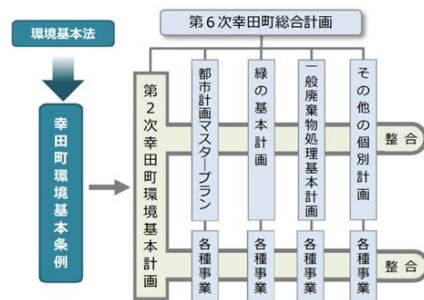 環境基本法
第6次幸田町総合計画
幸田町環境基本条例
第2次幸田町環境基本計画
都市計画マスタープラン
緑の基本計画
一般廃棄物処理基本計画
その他の個別計画
整合
各種事業
各種事業
各種事業
各種事業
整合